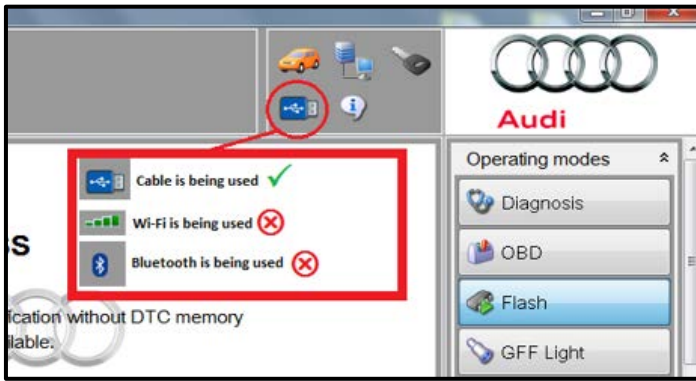 Audi
Cable is being used
Wi-Fi is being used
Bluetooth is being used
ss
ication without DTC memory
ilable.
Operating modes
Diagnosis
OBD
Flash
GFF Light